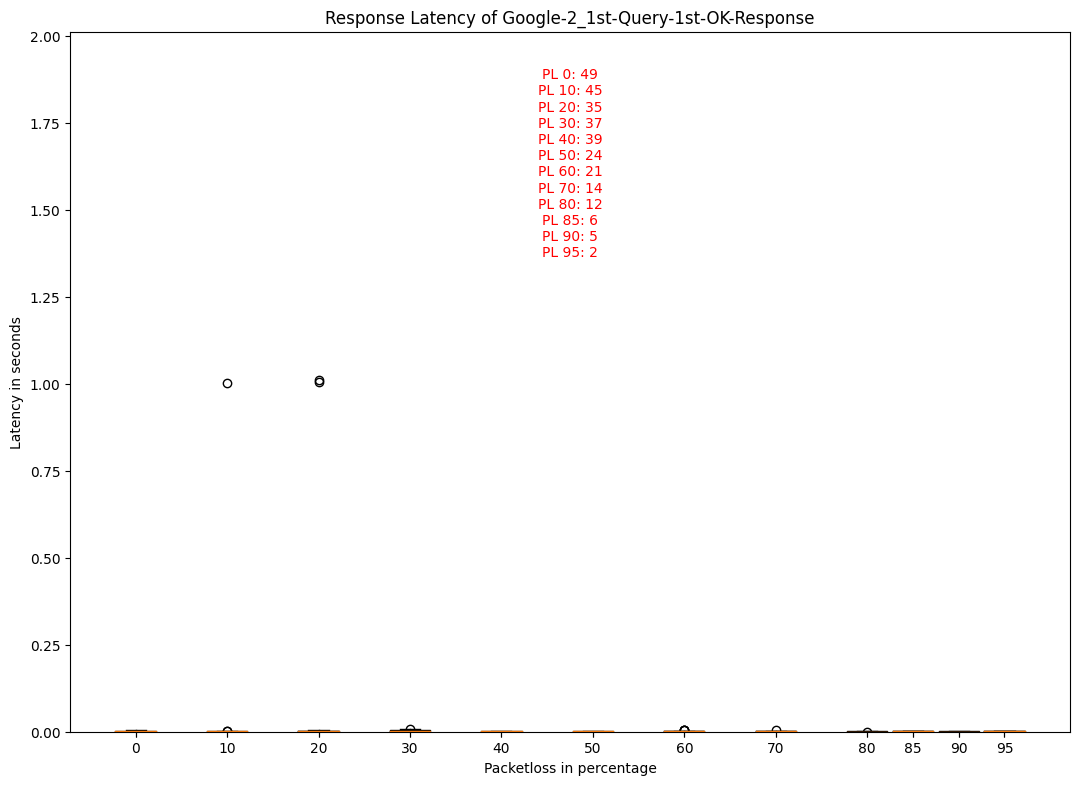 Response Latency of Google-2_1st-Query-1st-OK-Response
2.00
1.75
1.50
1.25
1.00
0.75
0.50
0.25
0.00
Latency in seconds
PL 0: 49
PL 10: 45
PL 20: 35
PL 30: 37
PL 40: 39
PL 50: 24
PL 60: 21
PL 70: 14
PL 80: 12
PL 85: 6
PL 90: 5
PL 95: 2
0 10 20 30 40 50 60 70 80 85 90 95
Packetloss in percentage